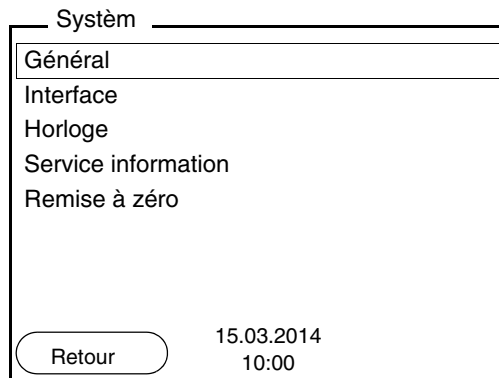 Systèm
Général
Interface
Horloge
Service information
Remise à zéro
Retour
15.03.2014
10:00